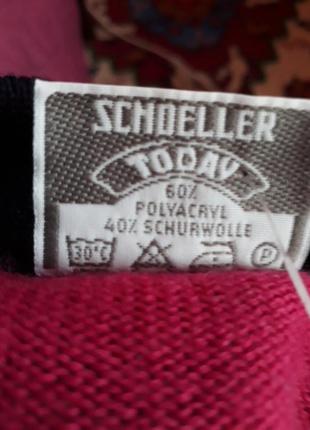 SCHOELLER
TODAY
60%
POLYACRYL
40% SCHURWOLLE
30°C
P